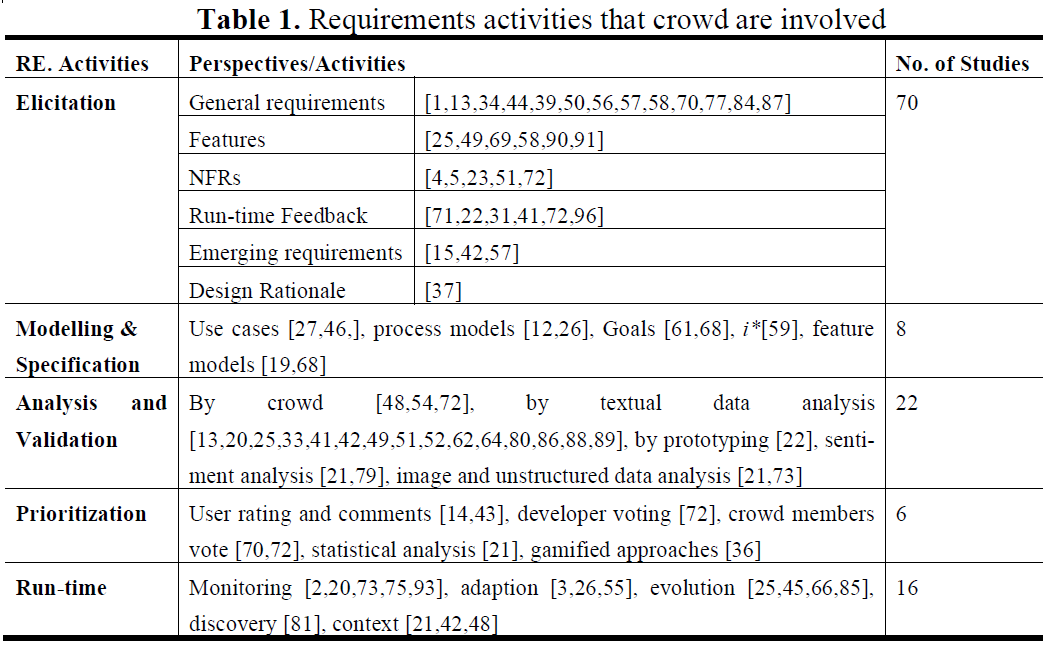 Table 1. Requirements activities that crowd are involved
RE. Activities Perspectives/Activities No. of Studies
Elicitation General requirements [1,13,34,44,39,50,56,57,58,70,77,84,87] 70
Features [25,49,69,58,90,91]
NFRs [4,5,23,51,72]
Run-time Feedback [71,22,31,41,72,96]
Emerging requirements [15,42,57]
Design Rationale [37]
Modelling & Use cases [27,46,], process models [12,26], Goals [61,68], i*[59], feature 8
Specification models [19,68]
Analysis and By crowd [48,54,72], by textual data analysis 22
Validation [13,20,25,33,41,42,49,51,52,62,64,80,86,88,89], by prototyping [22], senti-
ment analysis [21,79], image and unstructured data analysis [21,73]
Prioritization User rating and comments [14,43], developer voting [72], crowd members 6
vote [70,72], statistical analysis [21], gamified approaches [36]
Run-time Monitoring [2,20,73,75,93], adaption [3,26,55], evolution [25,45,66,85], 16
discovery [81], context [21,42,48]